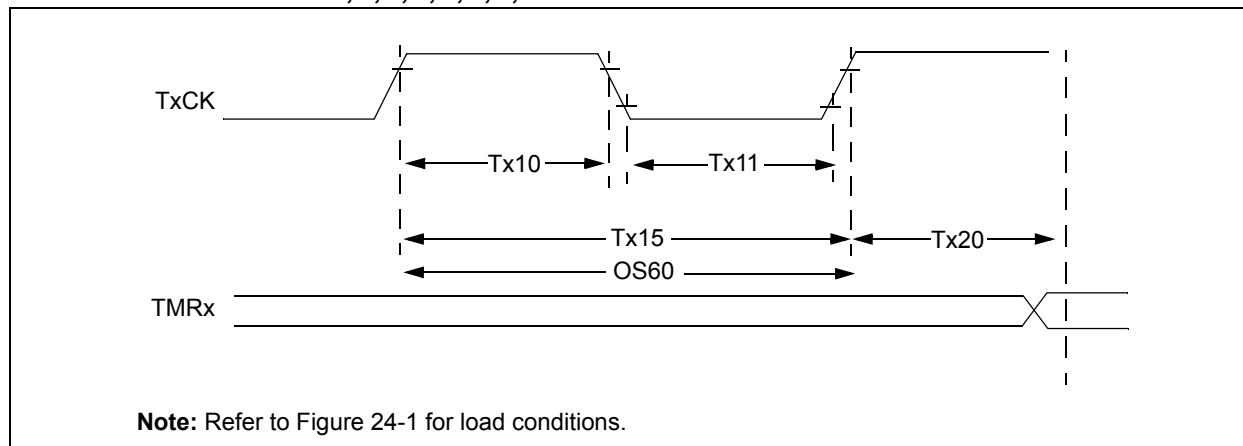 TxCK
Tx10
Tx11
Tx15
Tx20
OS60
TMRx
Note: Refer to Figure 24-1 for load conditions.